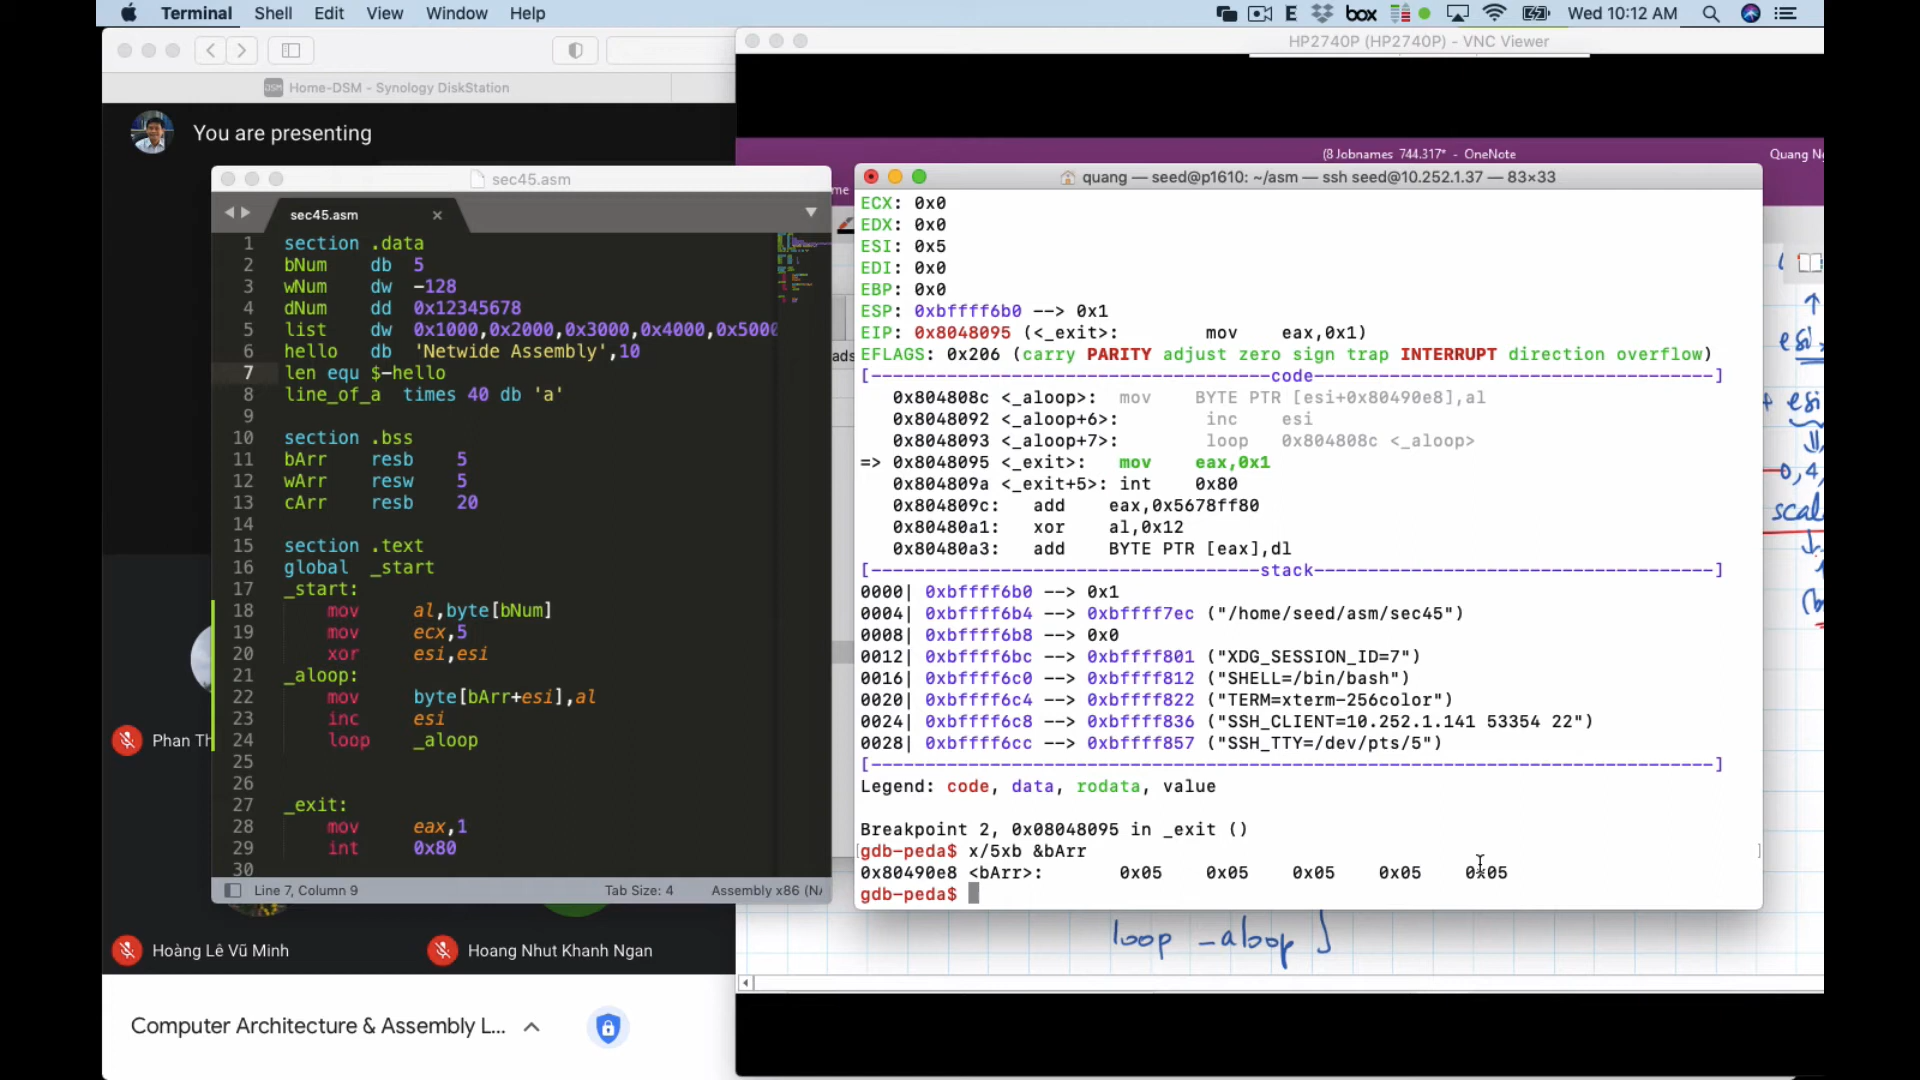 Terminal Shell Edit View Window Help
E box Wed 10:12 AM
HP2740P (HP2740P) - VNC Viewer
Home-DSM - Synology DiskStation
You are presenting
(8 Jobnames 744.317* - OneNote
Quang
sec45.asm
sec45.asm
1 section .data
2 bNum db 5
3 wNum dw -128
4 dNum dd 0x12345678
5 list dw 0x1000,0x2000,0x3000,0x4000,0x5000
6 hello db 'Netwide Assembly',10
7 len equ $-hello
8 line_of_a times 40 db 'a'
9
10 section .bss
11 bArr resb 5
12 wArr resw 5
13 cArr resb 20
14
15 section .text
16 global _start
17 _start:
18 mov al,byte[bNum]
19 mov ecx,5
20 xor esi,esi
21 _aloop:
22 mov byte[bArr+esi],al
23 inc esi
24 loop _aloop
25
26
27 _exit:
28 mov eax,1
29 int 0x80
30
Line 7, Column 9 Tab Size: 4 Assembly x86 (NA
quang — seed@p1610: ~/asm — ssh seed@10.252.1.37 — 83×33
ECX: 0x0
EDX: 0x0
ESI: 0x5
EDI: 0x0
EBP: 0x0
ESP: 0xbffff6b0 --> 0x1
EIP: 0x8048095 (<_exit>: mov eax,0x1)
EFLAGS: 0x206 (carry PARITY adjust zero sign trap INTERRUPT direction overflow)
[-------------------------------------code-------------------------------------]
0x804808c <_aloop>: mov BYTE PTR [esi+0x80490e8],al
0x8048092 <_aloop+6>: inc esi
0x8048093 <_aloop+7>: loop 0x804808c <_aloop>
=> 0x8048095 <_exit>: mov eax,0x1
0x804809a <_exit+5>: int 0x80
0x804809c: add eax,0x5678ff80
0x80480a1: xor al,0x12
0x80480a3: add BYTE PTR [eax],dl
[------------------------------------stack-------------------------------------]
0000| 0xbffff6b0 --> 0x1
0004| 0xbffff6b4 --> 0xbffff7ec ("/home/seed/asm/sec45")
0008| 0xbffff6b8 --> 0x0
0012| 0xbffff6bc --> 0xbffff801 ("XDG_SESSION_ID=7")
0016| 0xbffff6c0 --> 0xbffff812 ("SHELL=/bin/bash")
0020| 0xbffff6c4 --> 0xbffff822 ("TERM=xterm-256color")
0024| 0xbffff6c8 --> 0xbffff836 ("SSH_CLIENT=10.252.1.141 53354 22")
0028| 0xbffff6cc --> 0xbffff857 ("SSH_TTY=/dev/pts/5")
[------------------------------------------------------------------------------]
Legend: code, data, rodata, value
Breakpoint 2, 0x08048095 in _exit ()
gdb-peda$ x/5xb &bArr
0x80490e8 <bArr>: 0x05 0x05 0x05 0x05 0x05
gdb-peda$
esi
+ esi
0,4,
scal
loop _aloop
Phan Th
Hoàng Lê Vũ Minh
Hoang Nhut Khanh Ngan
Computer Architecture & Assembly L...